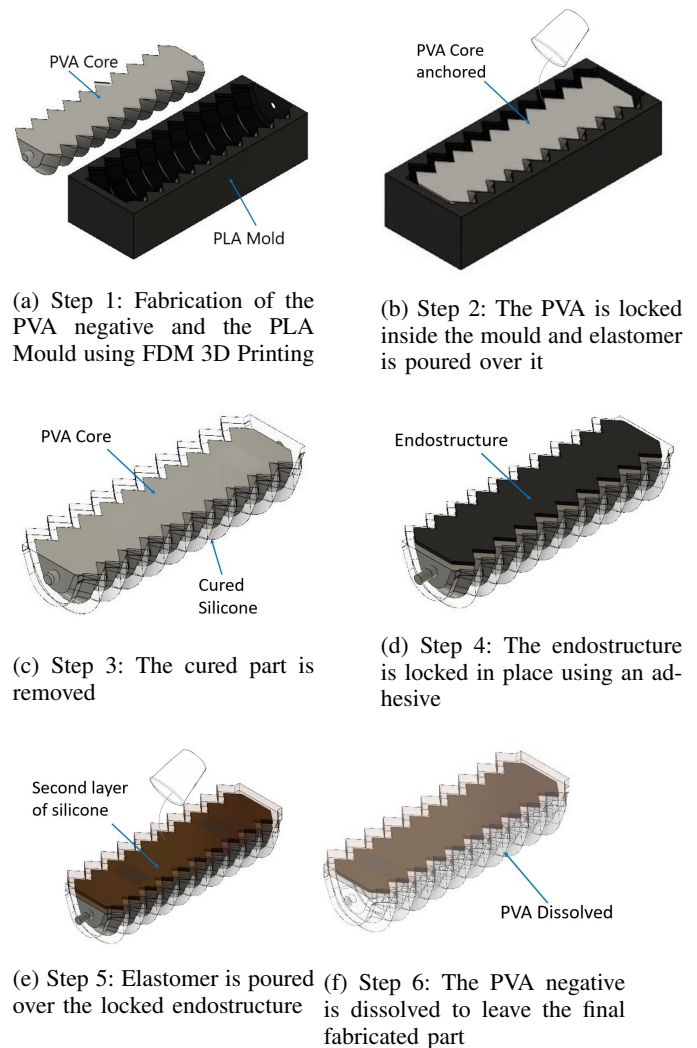 PVA Core
PLA Mold
(a) Step 1: Fabrication of the
PVA negative and the PLA
Mould using FDM 3D Printing
PVA Core
anchored
(b) Step 2: The PVA is locked
inside the mould and elastomer
is poured over it
PVA Core
Cured
Silicone
(c) Step 3: The cured part is
removed
Endostructure
(d) Step 4: The endostructure
is locked in place using an ad-
hesive
Second layer
of silicone
(e) Step 5: Elastomer is poured
over the locked endostructure
PVA Dissolved
(f) Step 6: The PVA negative
is dissolved to leave the final
fabricated part